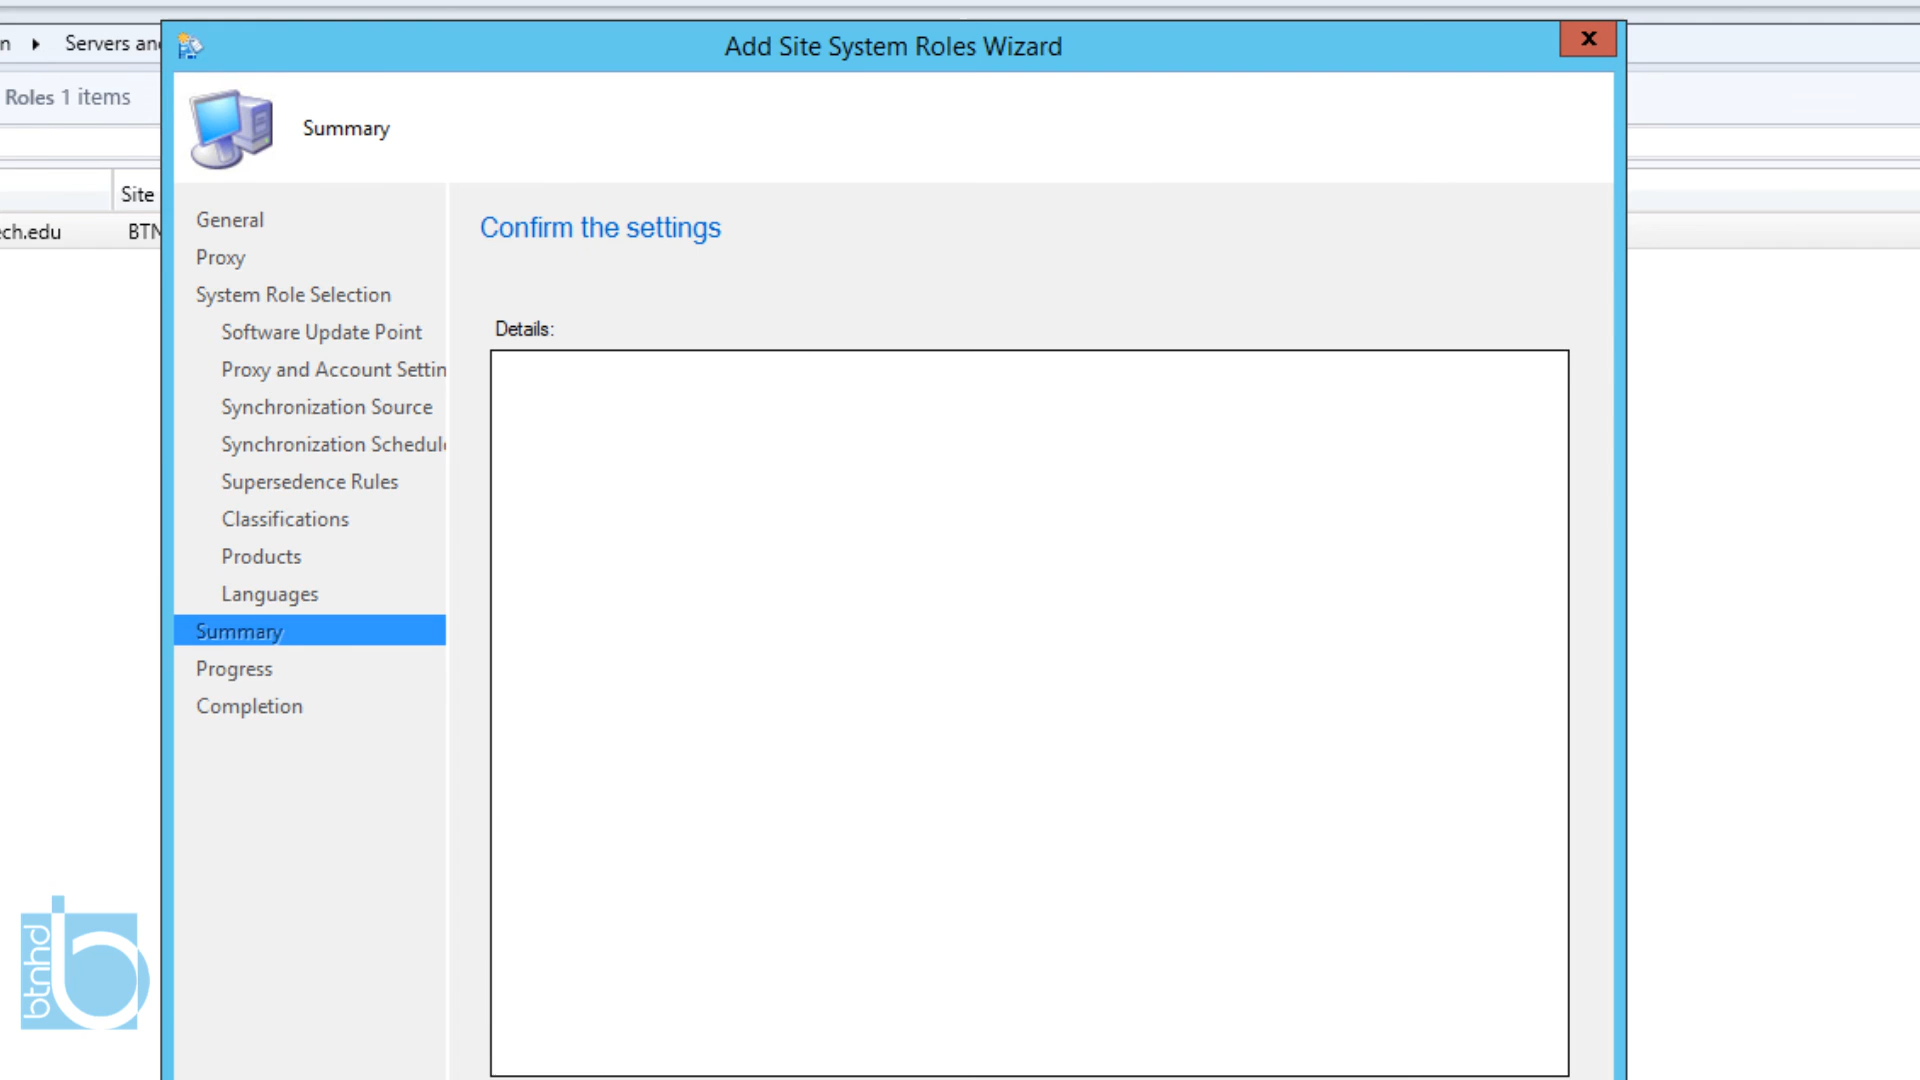 n ▸ Servers and
Add Site System Roles Wizard
x
Roles 1 items
Summary
Site
ch.edu
BTN
General
Proxy
System Role Selection
Software Update Point
Proxy and Account Settin
Synchronization Source
Synchronization Schedule
Supersedence Rules
Classifications
Products
Languages
Summary
Progress
Completion
Confirm the settings
Details:
btnhd
b